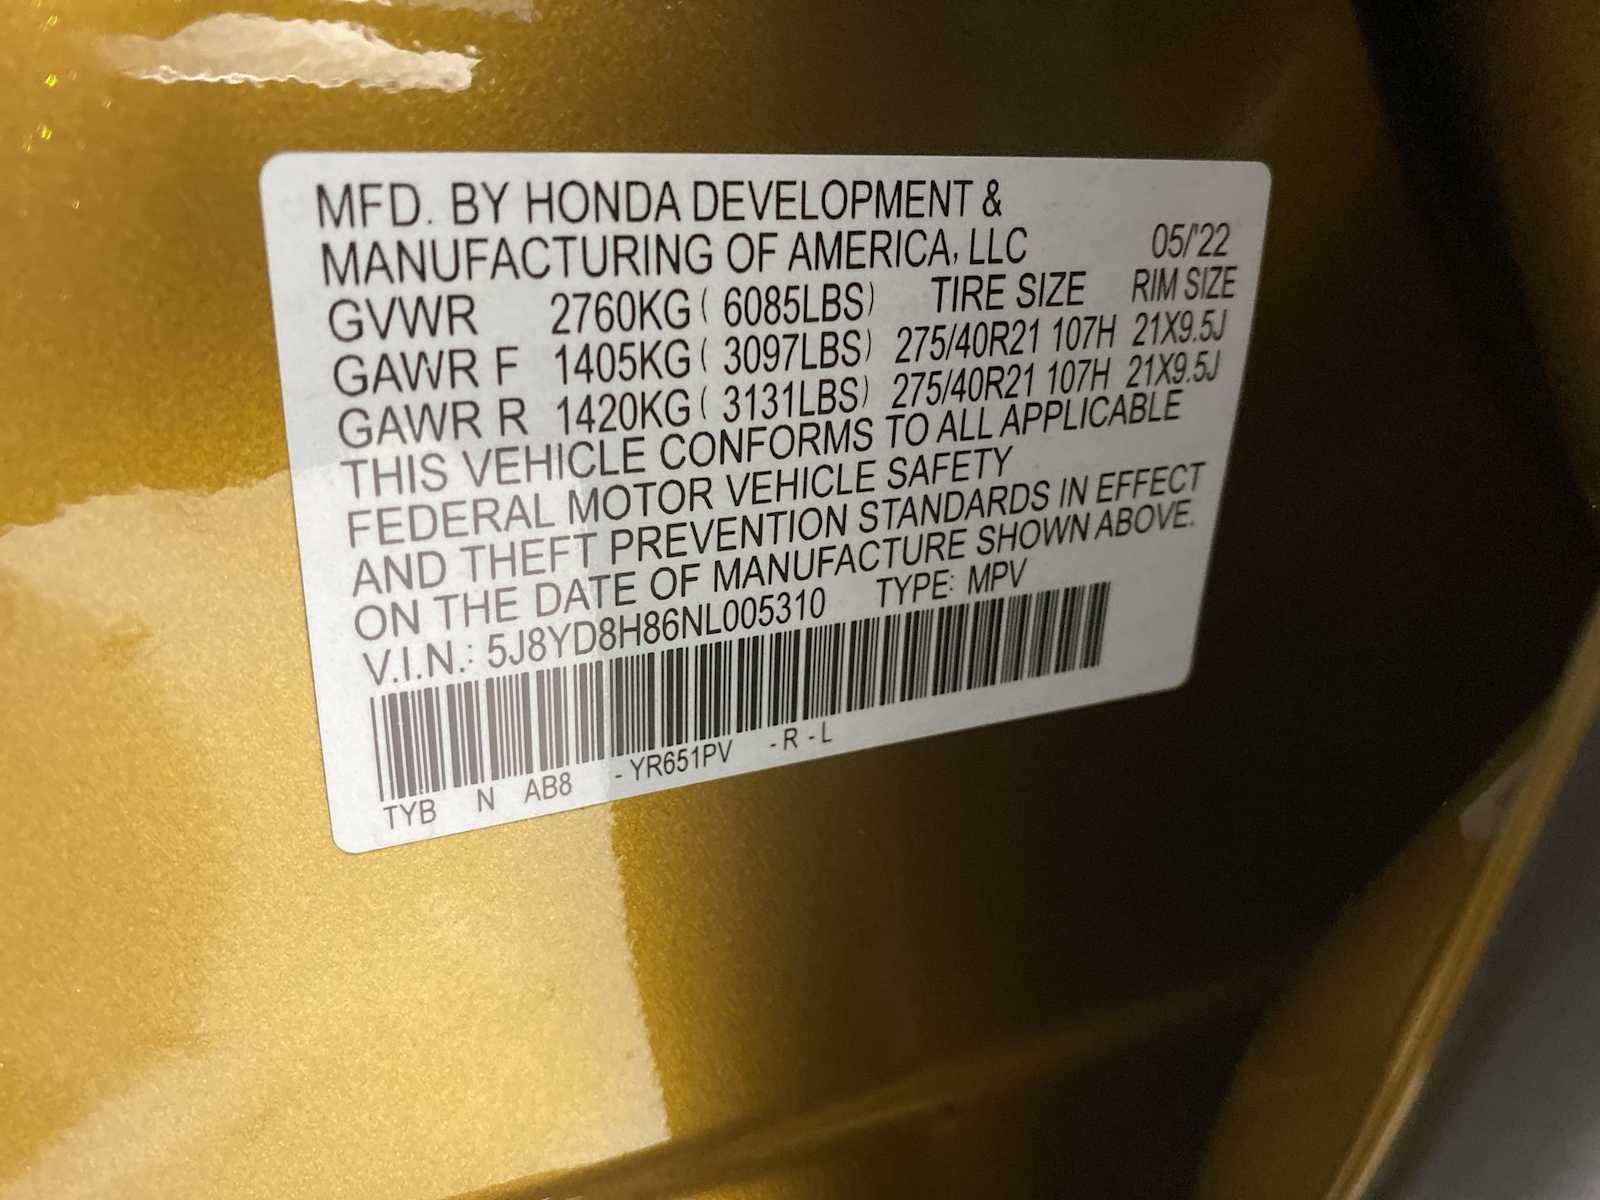 MFD. BY HONDA DEVELOPMENT &
MANUFACTURING OF AMERICA, LLC 05/'22
GVWR 2760KG ( 6085LBS) TIRE SIZE RIM SIZE
GAWR F 1405KG ( 3097LBS) 275/40R21 107H 21X9.5J
GAWR R 1420KG ( 3131LBS) 275/40R21 107H 21X9.5J
THIS VEHICLE CONFORMS TO ALL APPLICABLE
FEDERAL MOTOR VEHICLE SAFETY
AND THEFT PREVENTION STANDARDS IN EFFECT
ON THE DATE OF MANUFACTURE SHOWN ABOVE.
V.I.N.: 5J8YD8H86NL005310 TYPE: MPV
TYB N AB8 - YR651PV - R - L